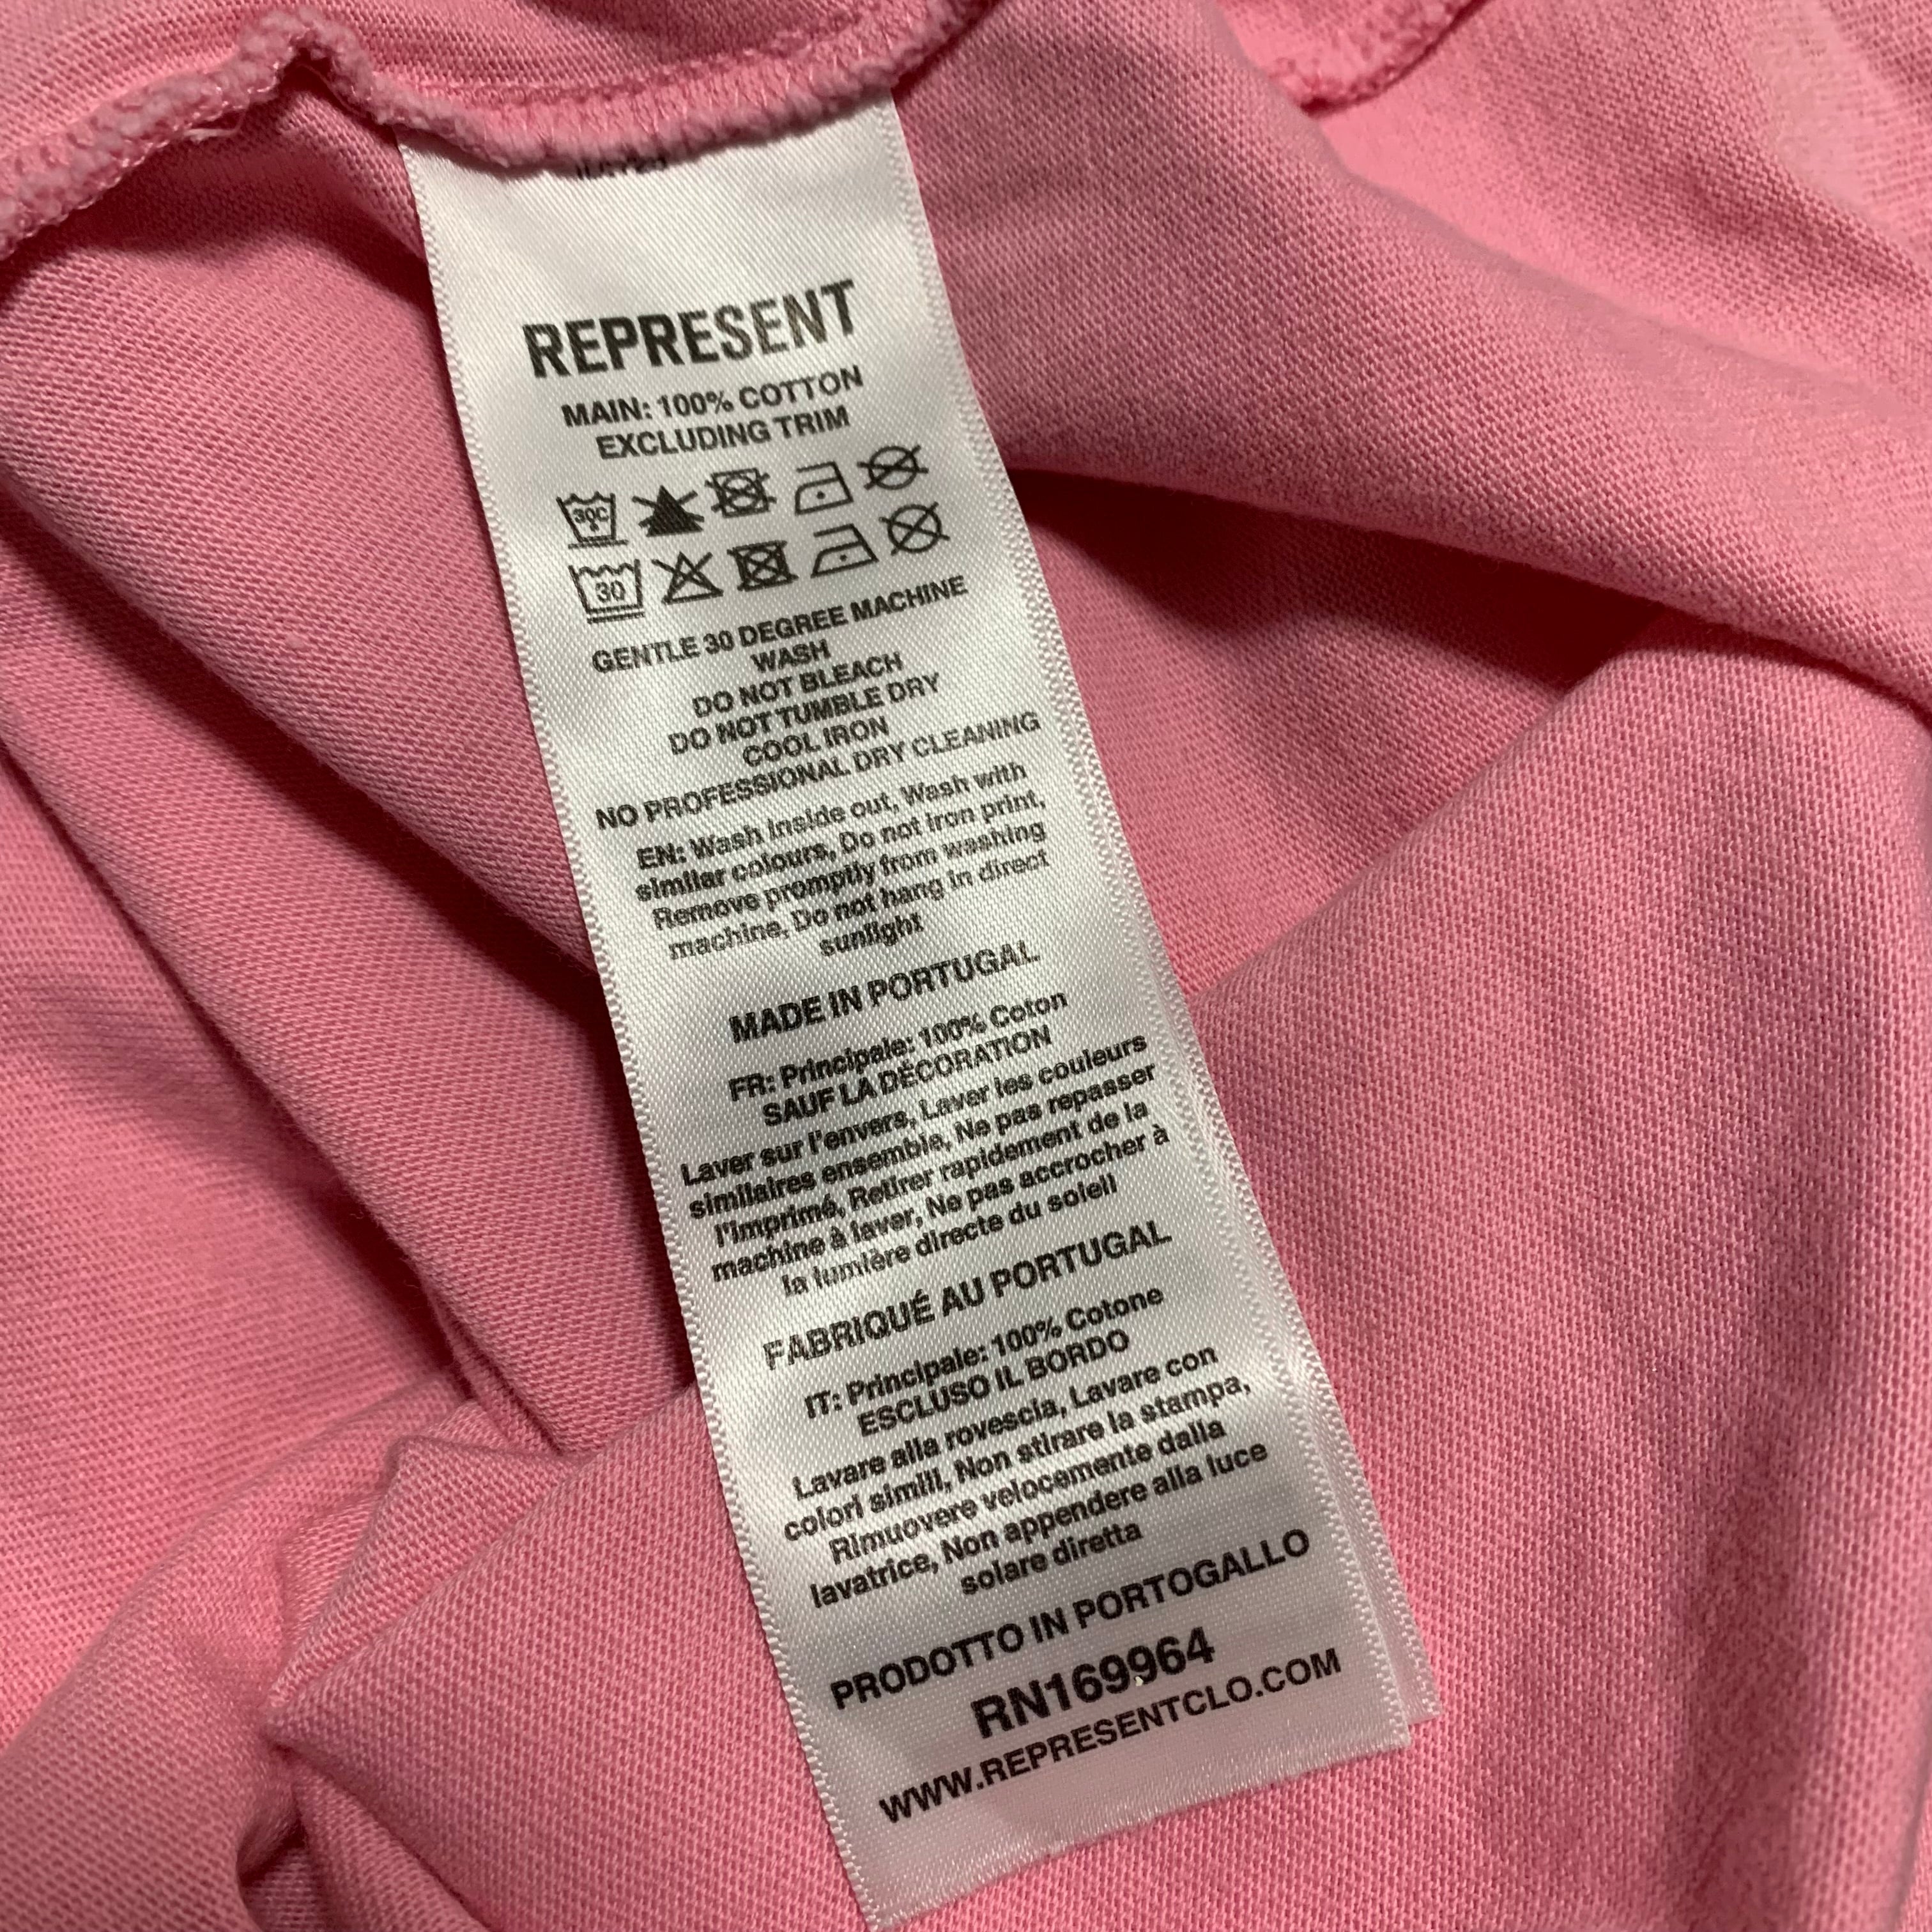 REPRESENT
MAIN: 100% COTTON
EXCLUDING TRIM
30C
30
GENTLE 30 DEGREE MACHINE
WASH
DO NOT BLEACH
DO NOT TUMBLE DRY
COOL IRON
NO PROFESSIONAL DRY CLEANING
EN: Wash inside out, Wash with
similar colours, Do not iron print,
Remove promptly from washing
machine, Do not hang in direct
sunlight
MADE IN PORTUGAL
FR: Principale: 100% Coton
SAUF LA DÉCORATION
Laver sur l'envers, Laver les couleurs
similaires ensemble, Ne pas repasser
l'imprimé, Retirer rapidement de la
machine à laver, Ne pas accrocher à
la lumière directe du soleil
FABRIQUÉ AU PORTUGAL
IT: Principale: 100% Cotone
ESCLUSO IL BORDO
Lavare alla rovescia, Lavare con
colori simili, Non stirare la stampa,
Rimuovere velocemente dalla
lavatrice, Non appendere alla luce
solare diretta
PRODOTTO IN PORTOGALLO
RN169964
WWW.REPRESENTCLO.COM